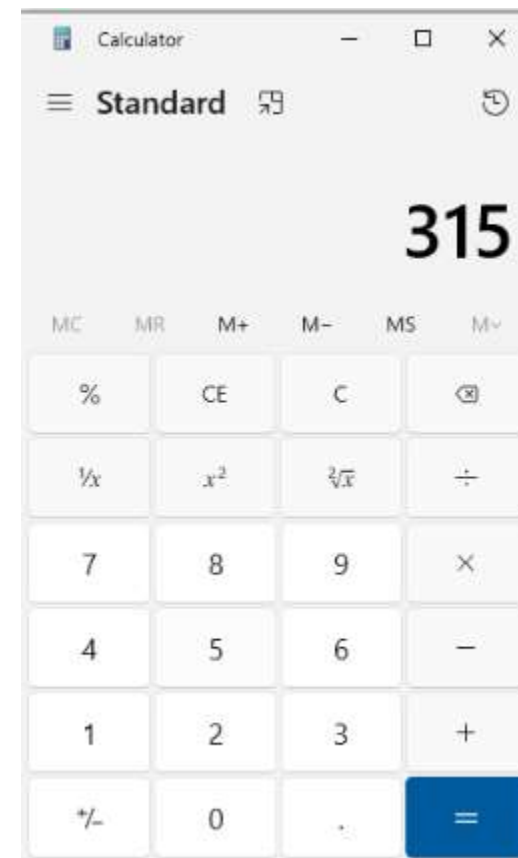 Calculator
Standard
315
MC MR M+ M− MS M˅
% CE C
¹/x x² ²√x ÷
7 8 9 ×
4 5 6 −
1 2 3 +
+/− 0 . =